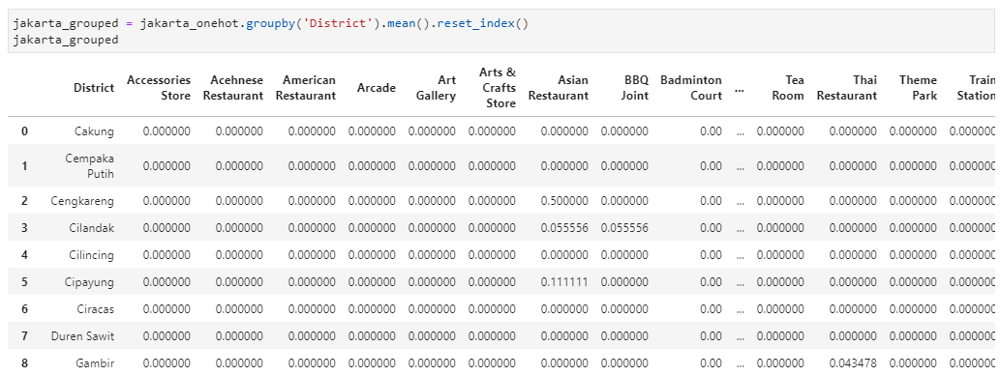 jakarta_grouped = jakarta_onehot.groupby('District').mean().reset_index()
jakarta_grouped
District Accessories Store Acehnese Restaurant American Restaurant Arcade Art Gallery Arts & Crafts Store Asian Restaurant BBQ Joint Badminton Court ... Tea Room Thai Restaurant Theme Park Train Station
0 Cakung 0.000000 0.000000 0.000000 0.000000 0.000000 0.000000 0.000000 0.000000 0.00 ... 0.000000 0.000000 0.000000 0.000000
1 Cempaka Putih 0.000000 0.000000 0.000000 0.000000 0.000000 0.000000 0.000000 0.000000 0.00 ... 0.000000 0.000000 0.000000 0.000000
2 Cengkareng 0.000000 0.000000 0.000000 0.000000 0.000000 0.000000 0.500000 0.000000 0.00 ... 0.000000 0.000000 0.000000 0.000000
3 Cilandak 0.000000 0.000000 0.000000 0.000000 0.000000 0.000000 0.055556 0.055556 0.00 ... 0.000000 0.000000 0.000000 0.000000
4 Cilincing 0.000000 0.000000 0.000000 0.000000 0.000000 0.000000 0.000000 0.000000 0.00 ... 0.000000 0.000000 0.000000 0.000000
5 Cipayung 0.000000 0.000000 0.000000 0.000000 0.000000 0.000000 0.111111 0.000000 0.00 ... 0.000000 0.000000 0.000000 0.000000
6 Ciracas 0.000000 0.000000 0.000000 0.000000 0.000000 0.000000 0.000000 0.000000 0.00 ... 0.000000 0.000000 0.000000 0.000000
7 Duren Sawit 0.000000 0.000000 0.000000 0.000000 0.000000 0.000000 0.000000 0.000000 0.00 ... 0.000000 0.000000 0.000000 0.000000
8 Gambir 0.000000 0.000000 0.000000 0.000000 0.000000 0.000000 0.000000 0.000000 0.00 ... 0.000000 0.043478 0.000000 0.000000